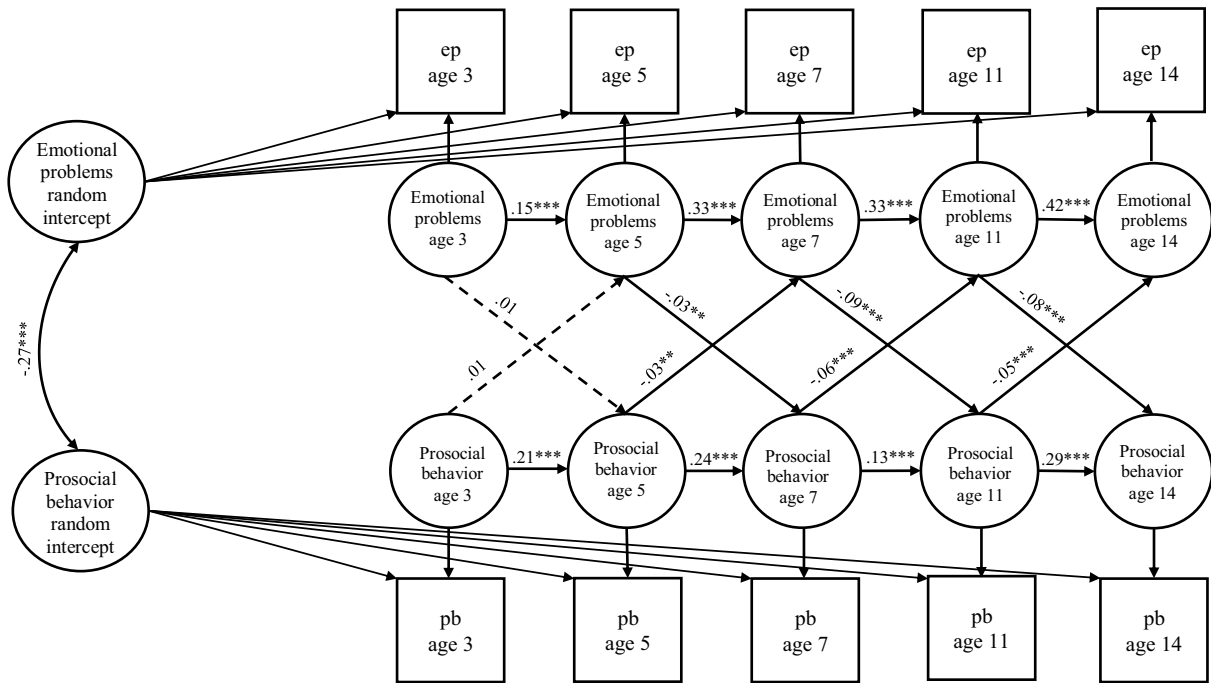 ep
age 3
ep
age 5
ep
age 7
ep
age 11
ep
age 14
Emotional
problems
random
intercept
Emotional
problems
age 3
.15***
Emotional
problems
age 5
.33***
Emotional
problems
age 7
.33***
Emotional
problems
age 11
.42***
Emotional
problems
age 14
-.27***
.01
.01
-.03**
-.03**
-.09***
-.06***
-.08***
-.05***
Prosocial
behavior
random
intercept
Prosocial
behavior
age 3
.21***
Prosocial
behavior
age 5
.24***
Prosocial
behavior
age 7
.13***
Prosocial
behavior
age 11
.29***
Prosocial
behavior
age 14
pb
age 3
pb
age 5
pb
age 7
pb
age 11
pb
age 14